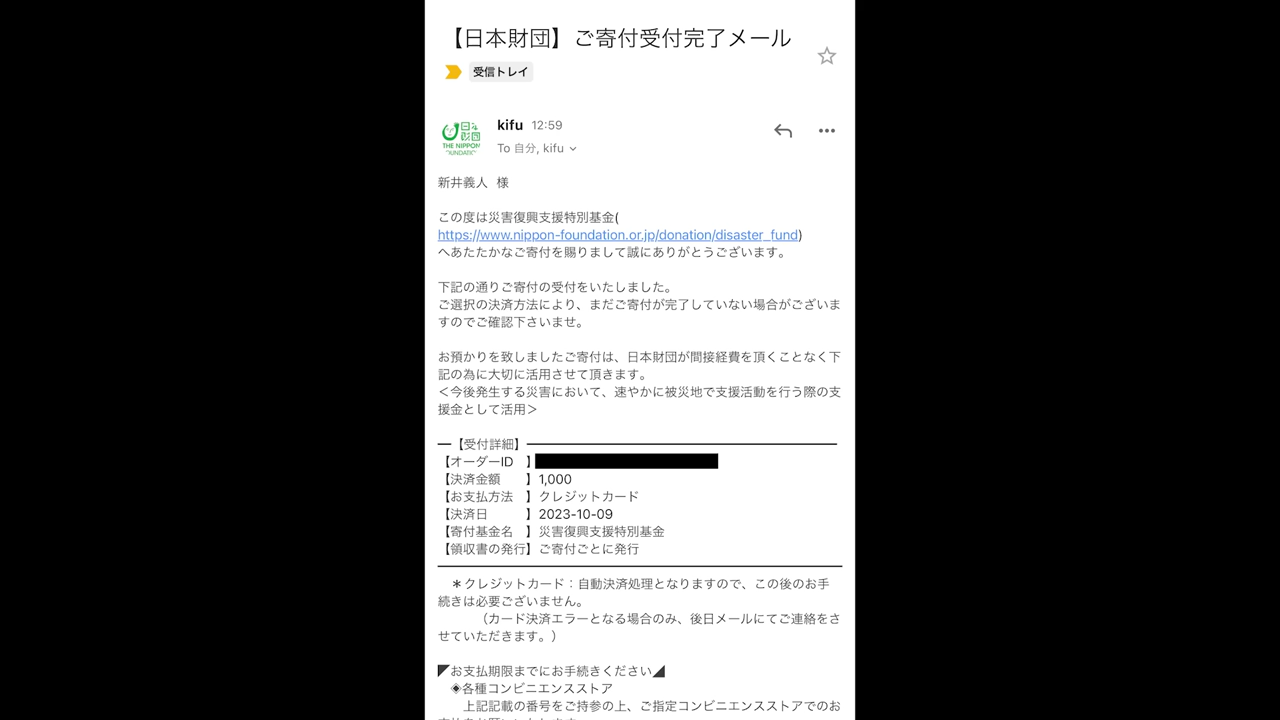 【日本財団】ご寄付受付完了メール
受信トレイ
日本財団
THE NIPPON
kifu 12:59
To 自分, kifu
新井義人 様
この度は災害復興支援特別基金(
https://www.nippon-foundation.or.jp/donation/disaster_fund)
へあたたかなご寄付を賜りまして誠にありがとうございます。
下記の通りご寄付の受付をいたしました。
ご選択の決済方法により、まだご寄付が完了していない場合がございま
すのでご確認下さいませ。
お預かりを致しましたご寄付は、日本財団が間接経費を頂くことなく下
記の為に大切に活用させて頂きます。
＜今後発生する災害において、速やかに被災地で支援活動を行う際の支
援金として活用＞
━【受付詳細】━━━━━━━━━━━━━━━━━━
【オーダーID 】
【決済金額 】1,000
【お支払方法 】クレジットカード
【決済日 】2023-10-09
【寄付基金名 】災害復興支援特別基金
【領収書の発行】ご寄付ごとに発行
＊クレジットカード：自動決済処理となりますので、この後のお手
続きは必要ございません。
（カード決済エラーとなる場合のみ、後日メールにてご連絡をさ
せていただきます。）
◤お支払期限までにお手続きください◢
◈各種コンビニエンスストア
上記記載の番号をご持参の上、ご指定コンビニエンスストアでのお